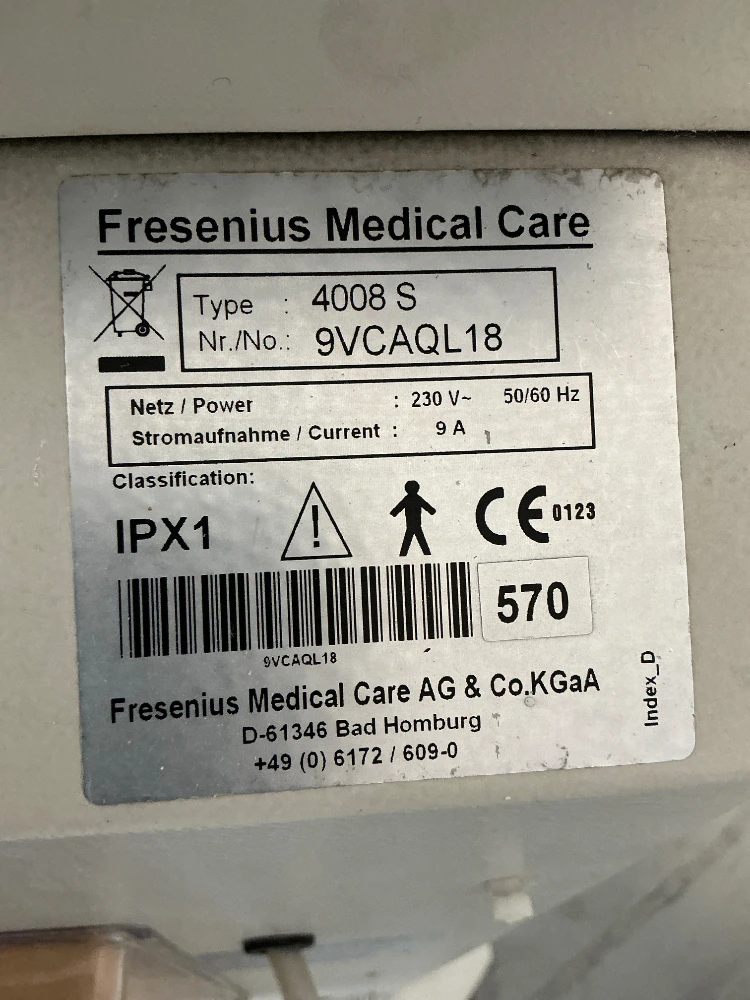 Fresenius Medical Care
Type : 4008 S
Nr./No.: 9VCAQL18
Netz / Power : 230 V~ 50/60 Hz
Stromaufnahme / Current : 9 A
Classification:
IPX1 ! CE 0123
570
9VCAQL18
Fresenius Medical Care AG & Co.KGaA
D-61346 Bad Homburg
+49 (0) 6172 / 609-0
Index_D